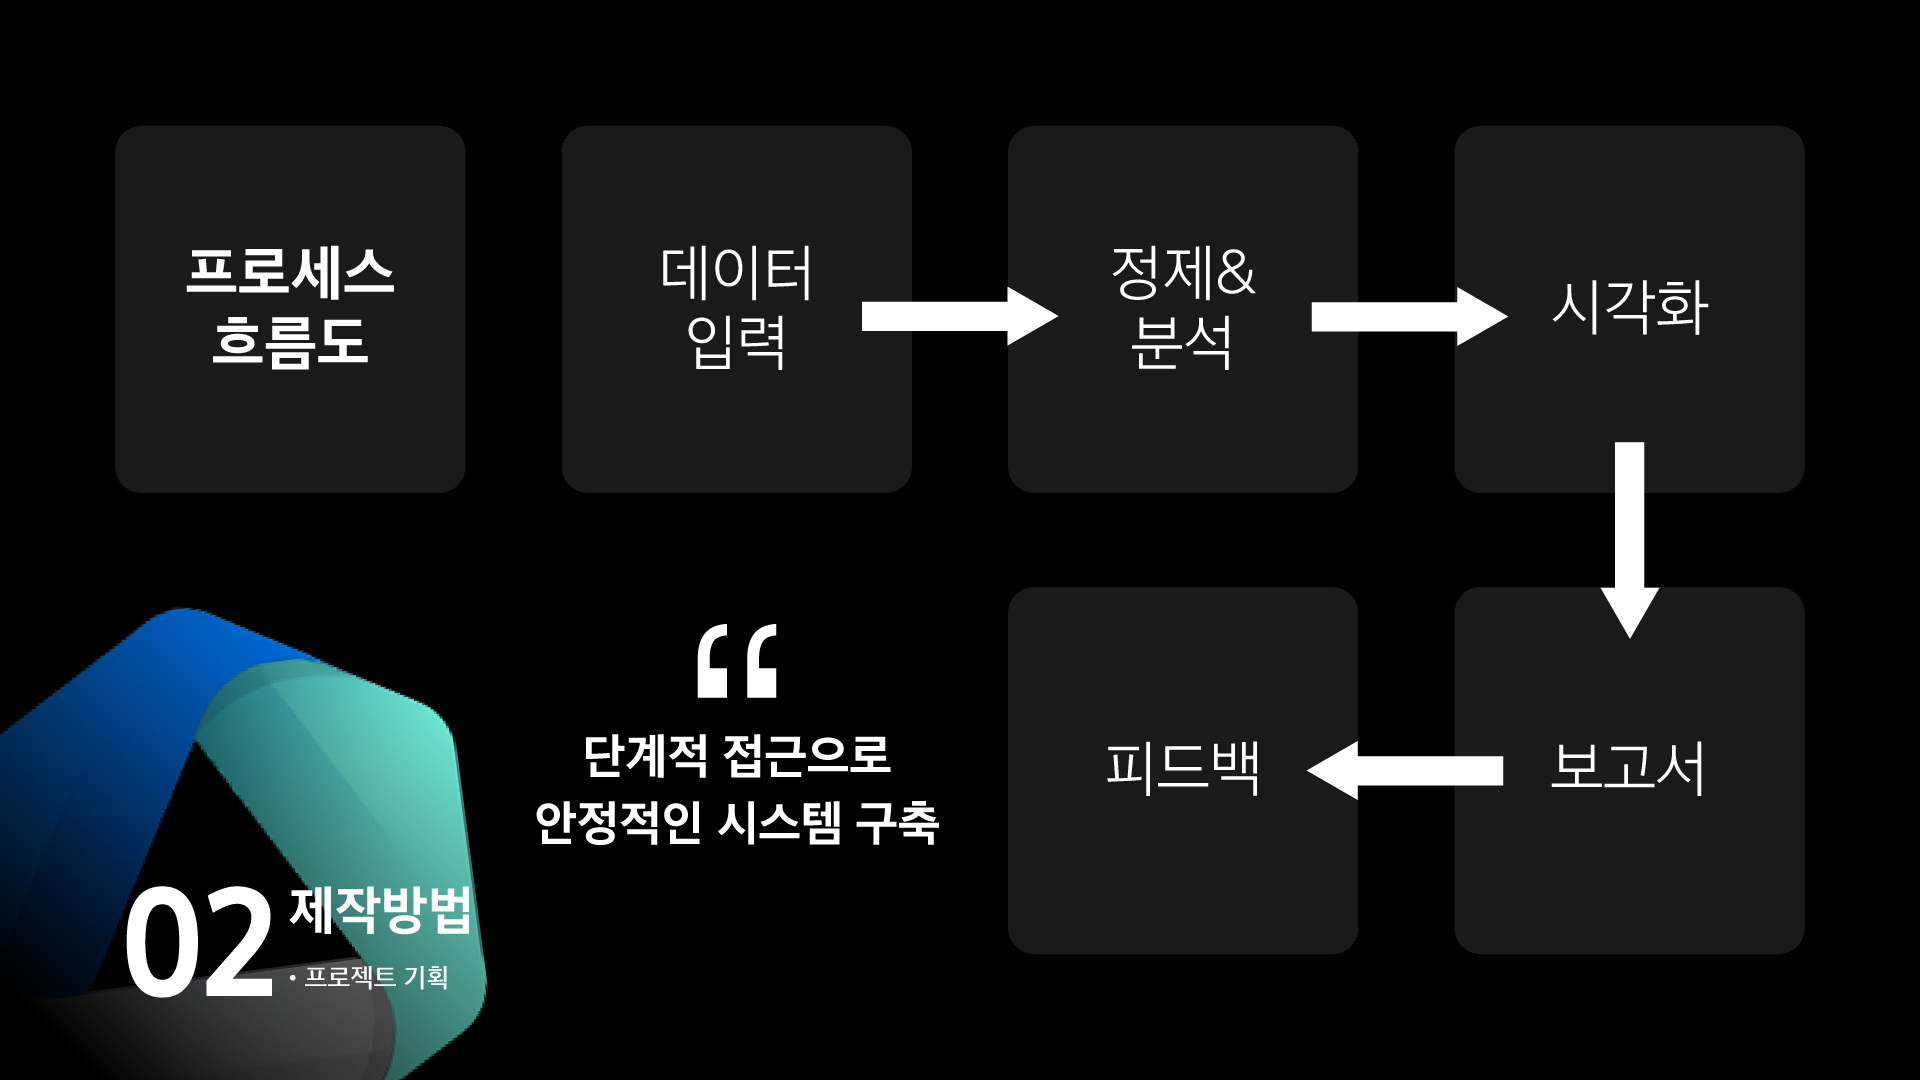 프로세스
흐름도
데이터
입력
정제&
분석
시각화
보고서
피드백
“
단계적 접근으로
안정적인 시스템 구축
02
제작방법
• 프로젝트 기획